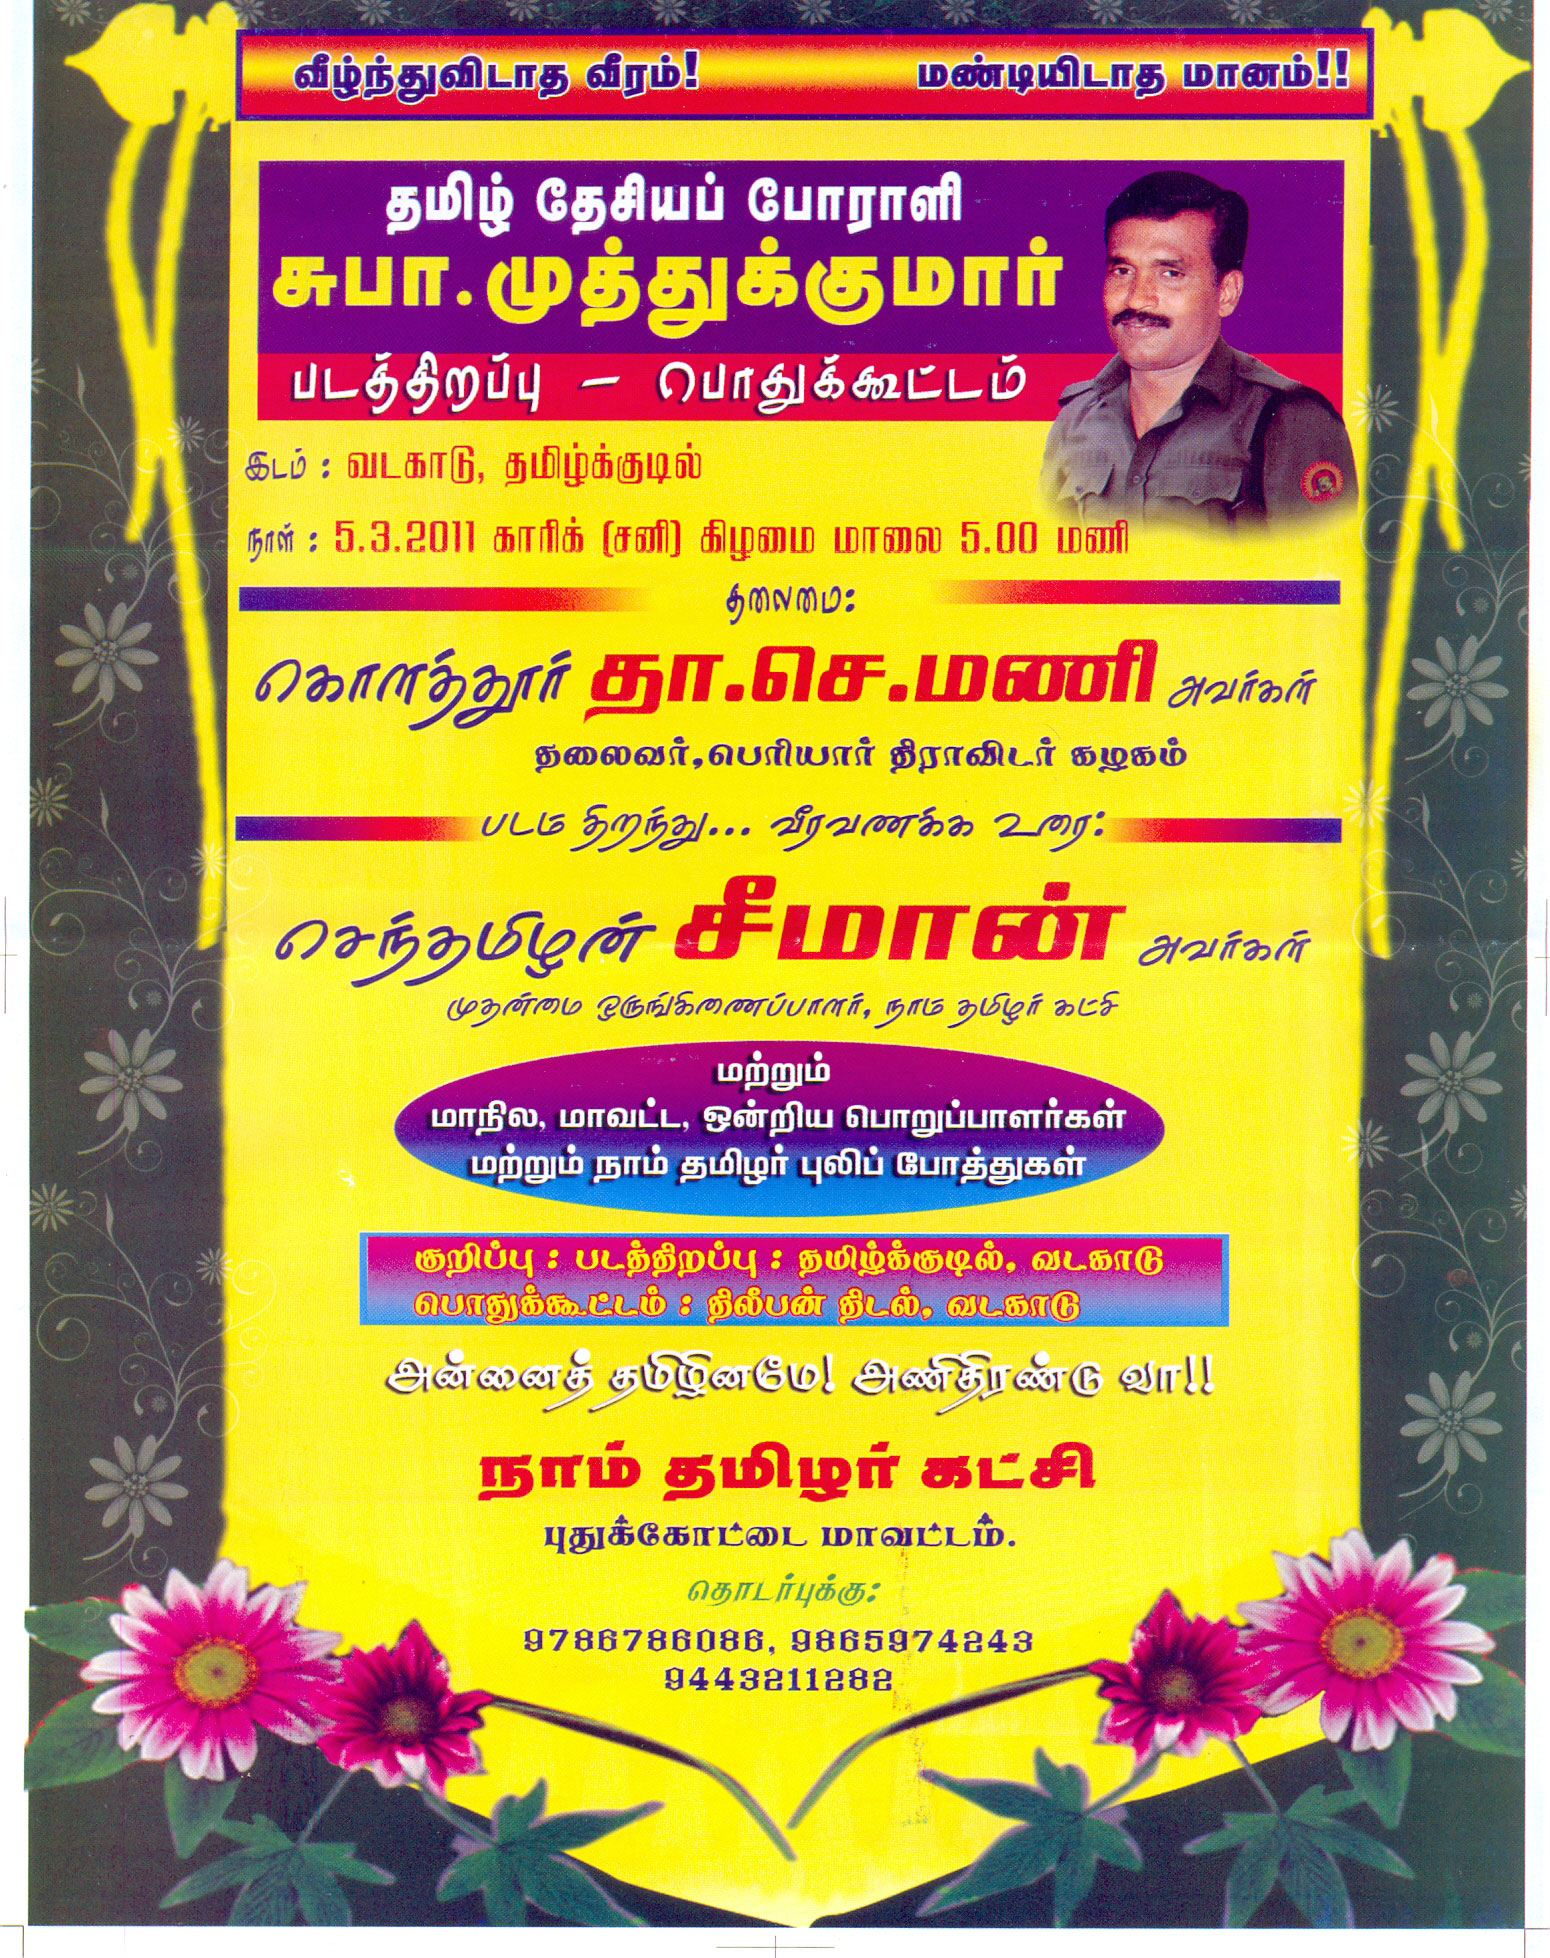 வீழ்ந்துவிடாத வீரம்! மண்டியிடாத மானம்!!
தமிழ் தேசியப் போராளி
சுபா.முத்துக்குமார்
படத்திறப்பு – பொதுக்கூட்டம்
இடம் : வடகாடு, தமிழ்க்குடில்
நாள் : 5.3.2011 காரிக் (சனி) கிழமை மாலை 5.00 மணி
தலைமை:
கொளத்தூர் தா.செ.மணி அவர்கள்
தலைவர்,பெரியார் திராவிடர் கழகம்
படம் திறந்து... வீரவணக்க உரை:
செந்தமிழன் சீமாண் அவர்கள்
முதன்மை ஒருங்கிணைப்பாளர், நாம் தமிழர் கட்சி
மற்றும்
மாநில, மாவட்ட, ஒன்றிய பொறுப்பாளர்கள்
மற்றும் நாம் தமிழர் புலிப் போத்துகள்
குறிப்பு : படத்திறப்பு : தமிழ்க்குடில், வடகாடு
பொதுக்கூட்டம் : திலீபன் திடல், வடகாடு
அன்னைத் தமிழினமே! அணிதிரண்டு வா!!
நாம் தமிழர் கட்சி
புதுக்கோட்டை மாவட்டம்.
தொடர்புக்கு:
9786786086, 9865974243
9443211282